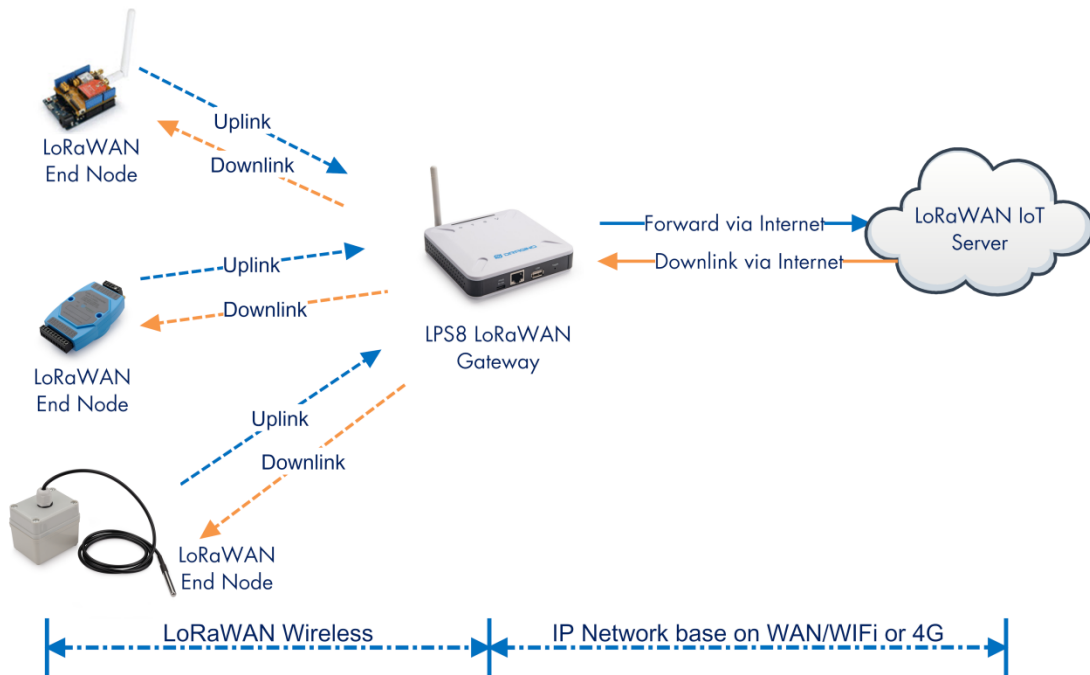 LoRaWAN
End Node
Uplink
Downlink
LoRaWAN
End Node
Uplink
Downlink
LoRaWAN
End Node
Uplink
Downlink
DRAGINO
LPS8 LoRaWAN
Gateway
Forward via Internet
Downlink via Internet
LoRaWAN IoT
Server
LoRaWAN Wireless
IP Network base on WAN/WIFi or 4G